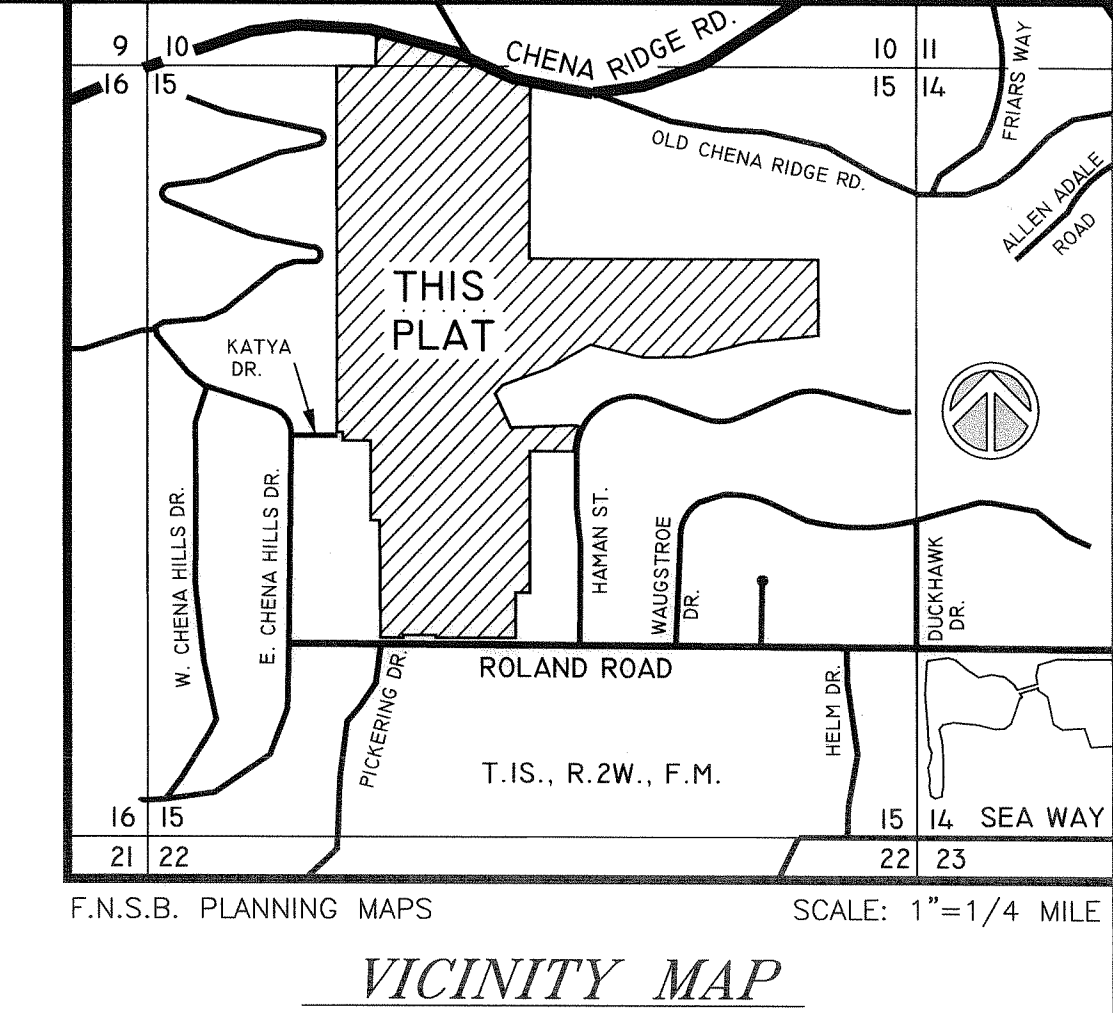 9 10
16 15
CHENA RIDGE RD.
10 11
15 14
FRIARS WAY
OLD CHENA RIDGE RD.
ALLEN ADALE
ROAD
THIS
PLAT
KATYA
DR.
W. CHENA HILLS DR.
E. CHENA HILLS DR.
HAMAN ST.
WAUGSTROE
DR.
DUCKHAWK
DR.
ROLAND ROAD
PICKERING DR.
HELM DR.
T.1S., R.2W., F.M.
16 15
21 22
15 14
22 23
SEA WAY
F.N.S.B. PLANNING MAPS
SCALE: 1"=1/4 MILE
VICINITY MAP